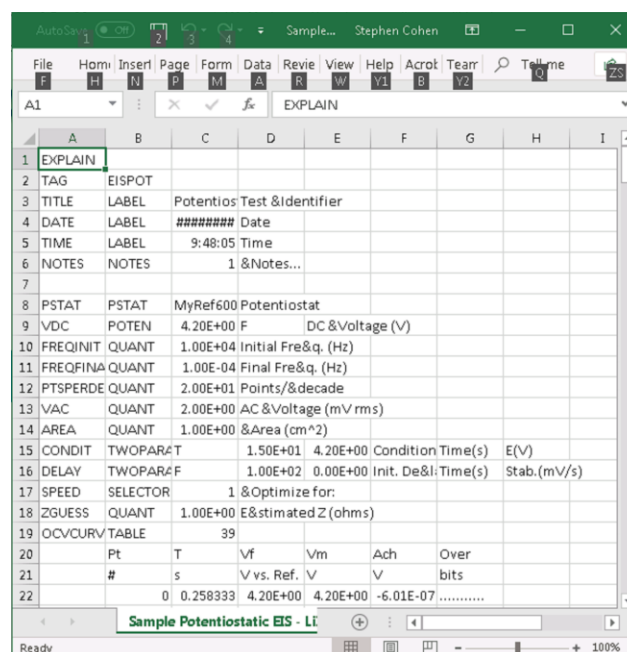 AutoSave Off Sample... Stephen Cohen
1 2 3 4
File Home Insert Page Form Data Revie View Help Acrot Tearr Tell me
F H N P M A R W Y1 B Y2 Q ZS
A1 fx EXPLAIN
A B C D E F G H I
1 EXPLAIN
2 TAG EISPOT
3 TITLE LABEL Potentios Test &Identifier
4 DATE LABEL ######## Date
5 TIME LABEL 9:48:05 Time
6 NOTES NOTES 1 &Notes...
7
8 PSTAT PSTAT MyRef600 Potentiostat
9 VDC POTEN 4.20E+00 F DC &Voltage (V)
10 FREQINIT QUANT 1.00E+04 Initial Fre&q. (Hz)
11 FREQFINA QUANT 1.00E-04 Final Fre&q. (Hz)
12 PTSPERDE QUANT 2.00E+01 Points/&decade
13 VAC QUANT 2.00E+00 AC &Voltage (mV rms)
14 AREA QUANT 1.00E+00 &Area (cm^2)
15 CONDIT TWOPARA T 1.50E+01 4.20E+00 Condition Time(s) E(V)
16 DELAY TWOPARA F 1.00E+02 0.00E+00 Init. De&l Time(s) Stab.(mV/s)
17 SPEED SELECTOR 1 &Optimize for:
18 ZGUESS QUANT 1.00E+00 E&stimated Z (ohms)
19 OCVCURV TABLE 39
20 Pt T Vf Vm Ach Over
21 # s V vs. Ref. V V bits
22 0 0.258333 4.20E+00 4.20E+00 -6.01E-07 ...........
Sample Potentiostatic EIS - Li
Ready 100%